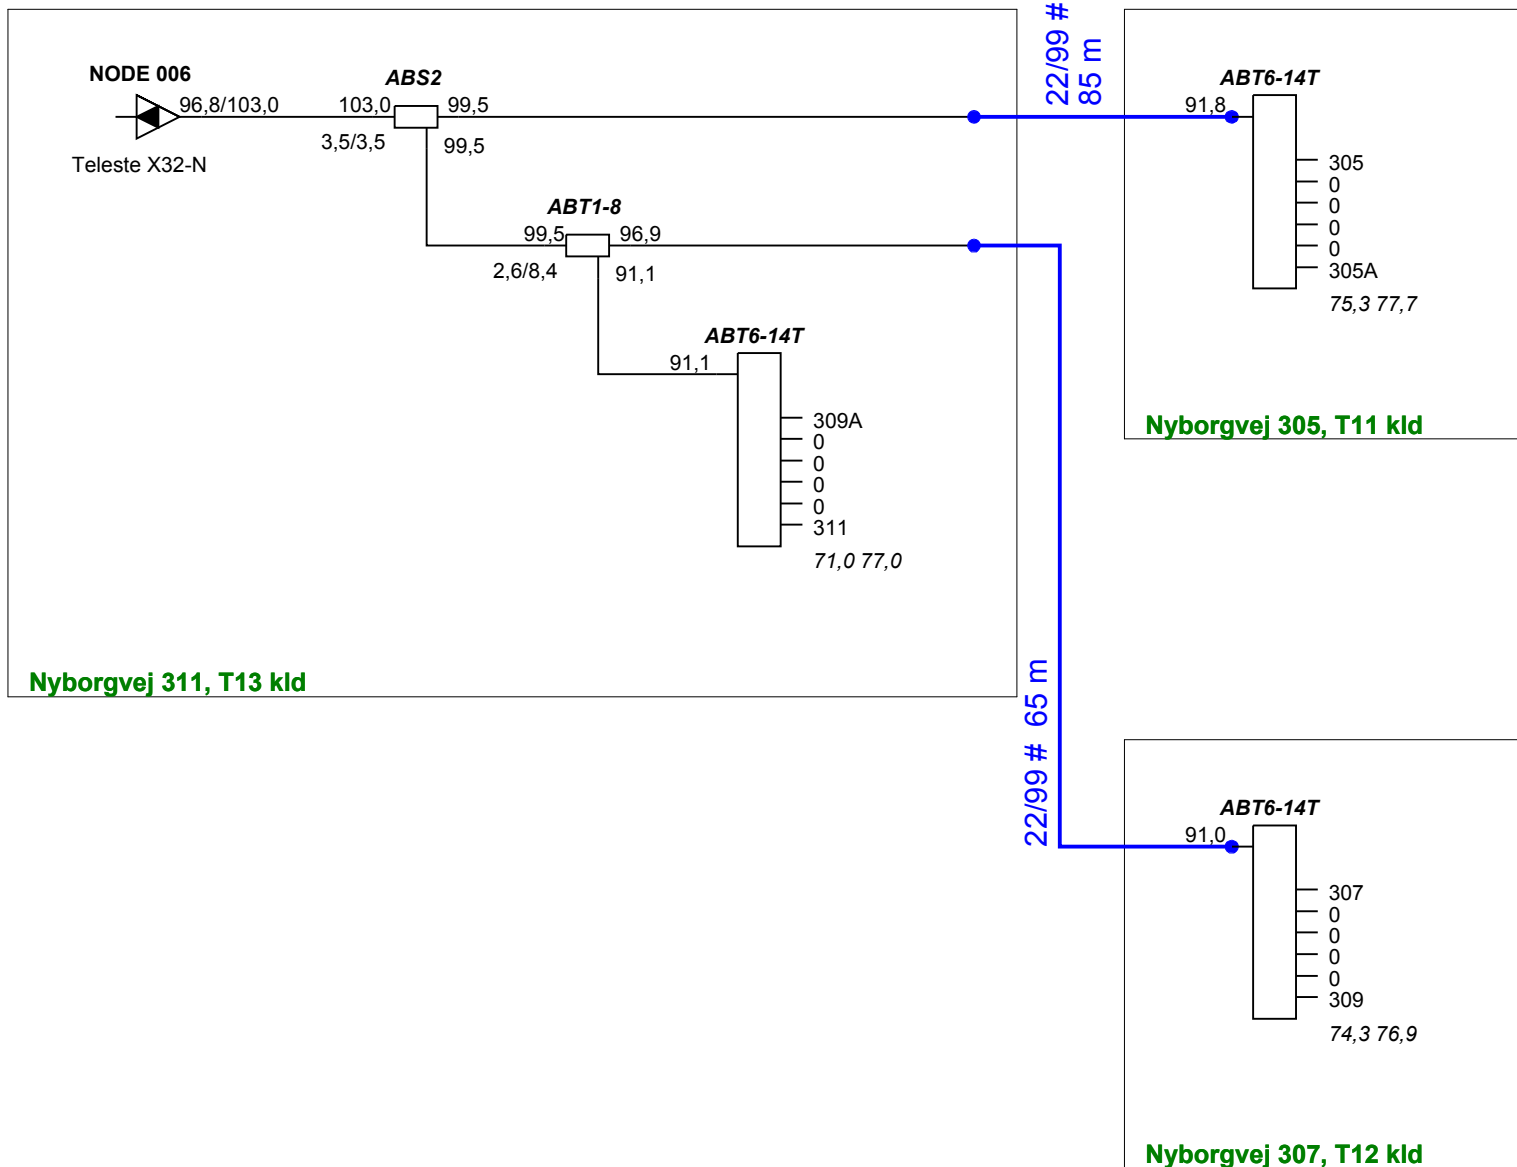 NODE 006
96,8/103,0
Teleste X32-N
ABS2
103,0
99,5
3,5/3,5
99,5
ABT1-8
99,5
96,9
2,6/8,4
91,1
ABT6-14T
91,1
309A
0
0
0
0
311
71,0 77,0
Nyborgvej 311, T13 kld
22/99 #
85 m
ABT6-14T
91,8
305
0
0
0
0
305A
75,3 77,7
Nyborgvej 305, T11 kld
22/99 # 65 m
ABT6-14T
91,0
307
0
0
0
0
309
74,3 76,9
Nyborgvej 307, T12 kld